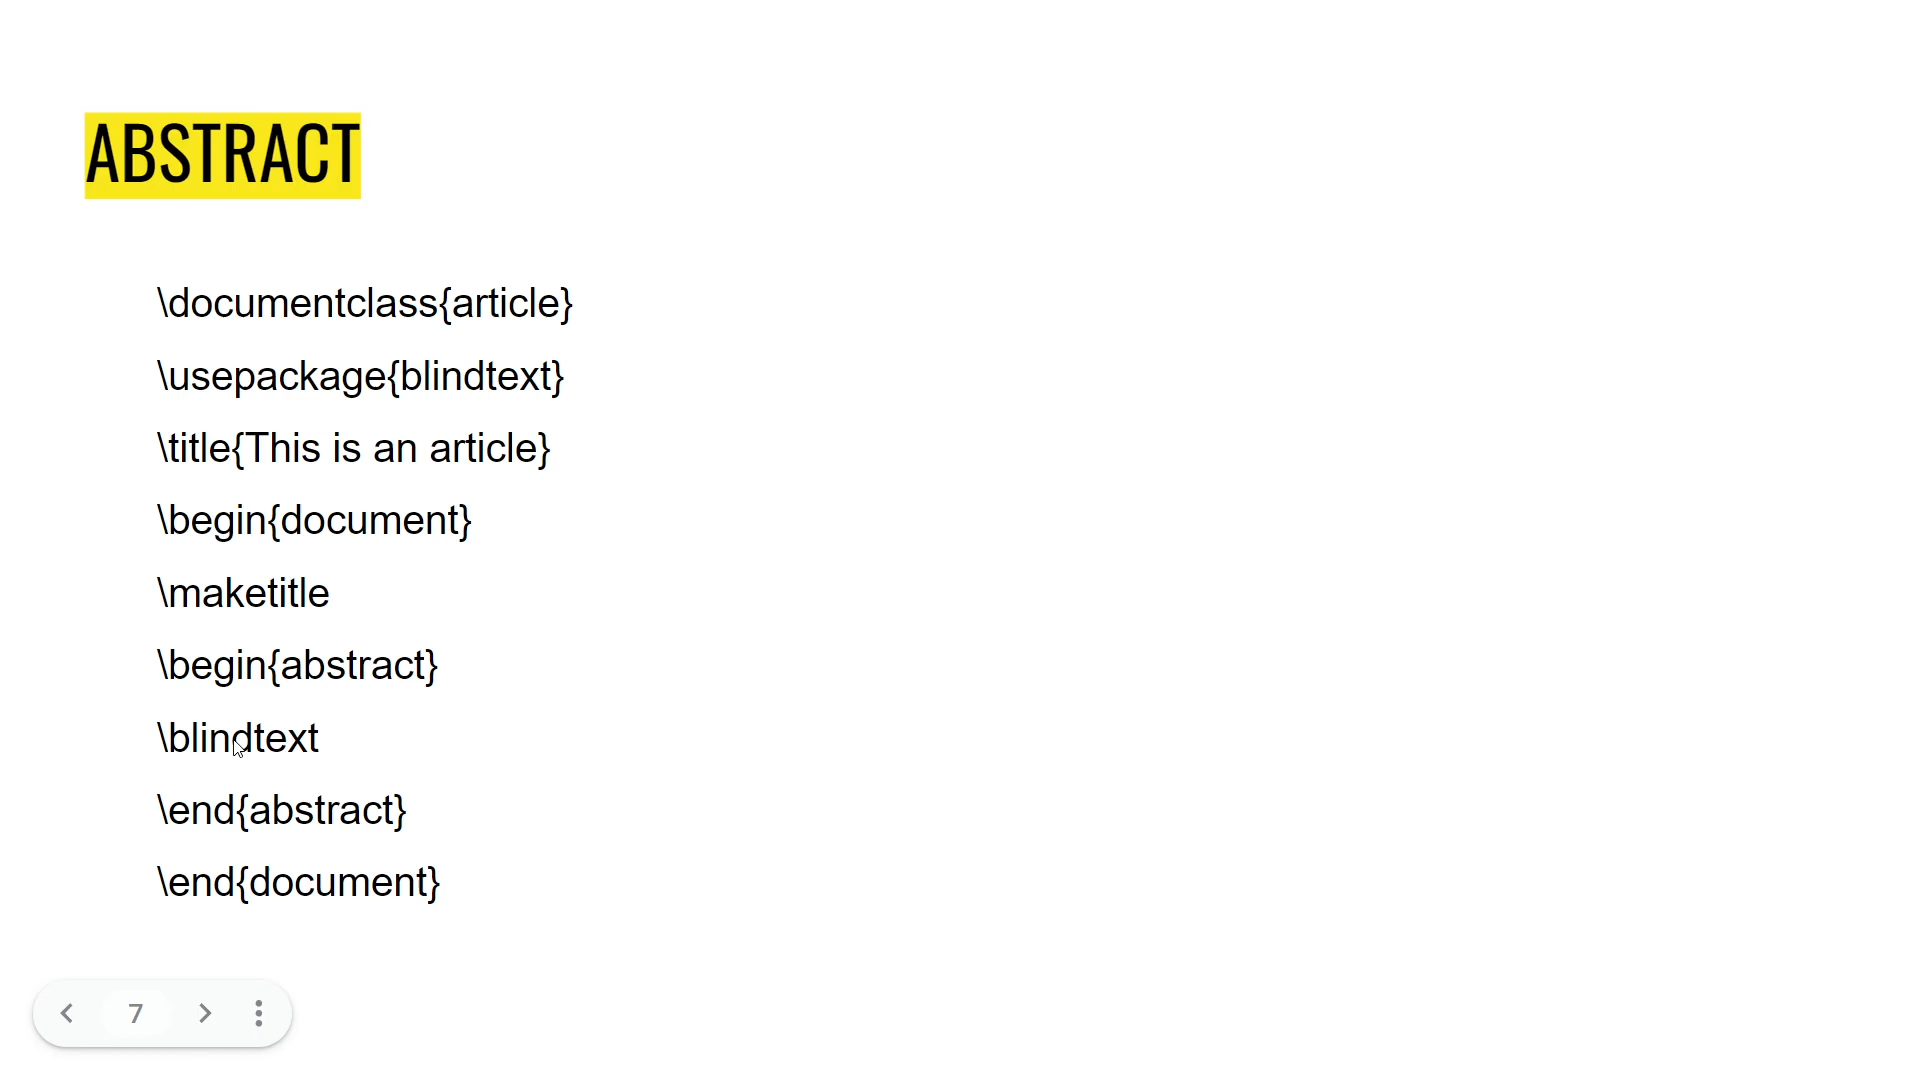 ABSTRACT
\documentclass{article}
\usepackage{blindtext}
\title{This is an article}
\begin{document}
\maketitle
\begin{abstract}
\blindtext
\end{abstract}
\end{document}
7